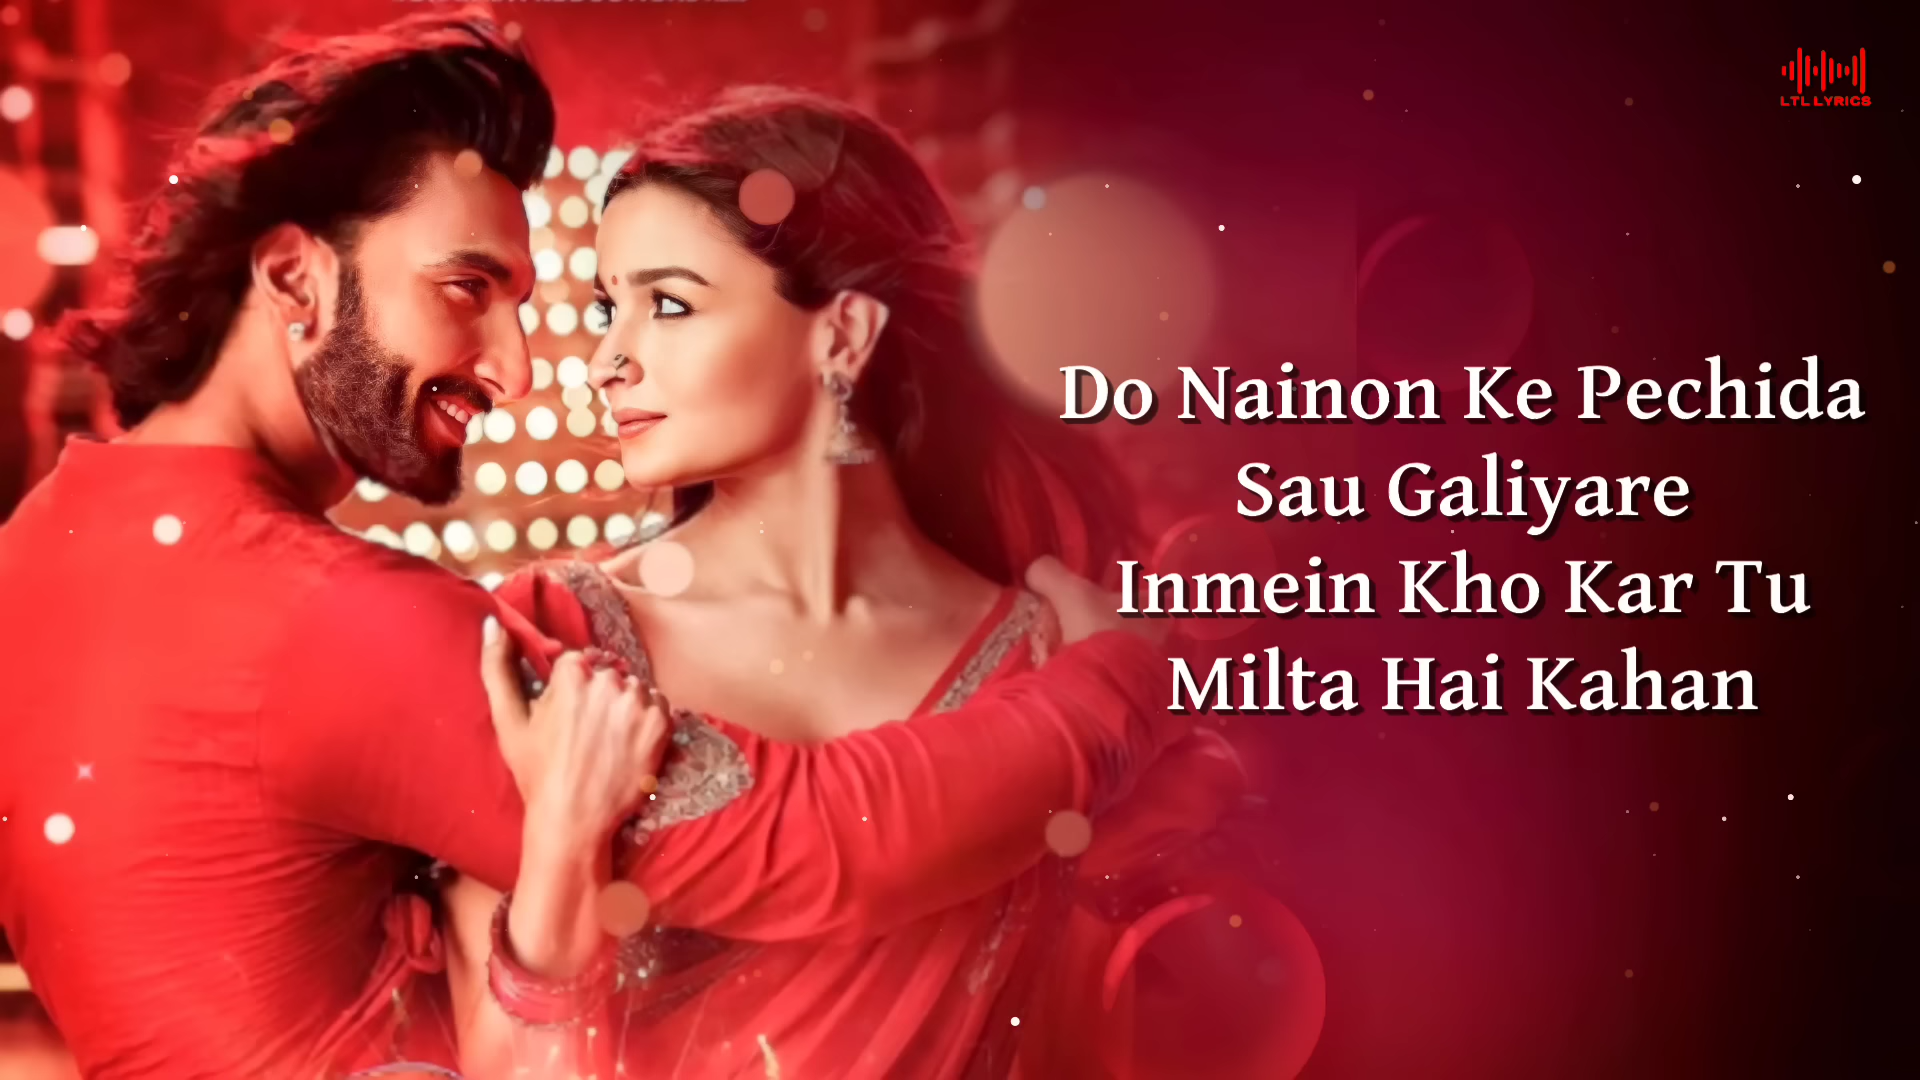 LTL LYRICS
Do Nainon Ke Pechida
Sau Galiyare
Inmein Kho Kar Tu
Milta Hai Kahan